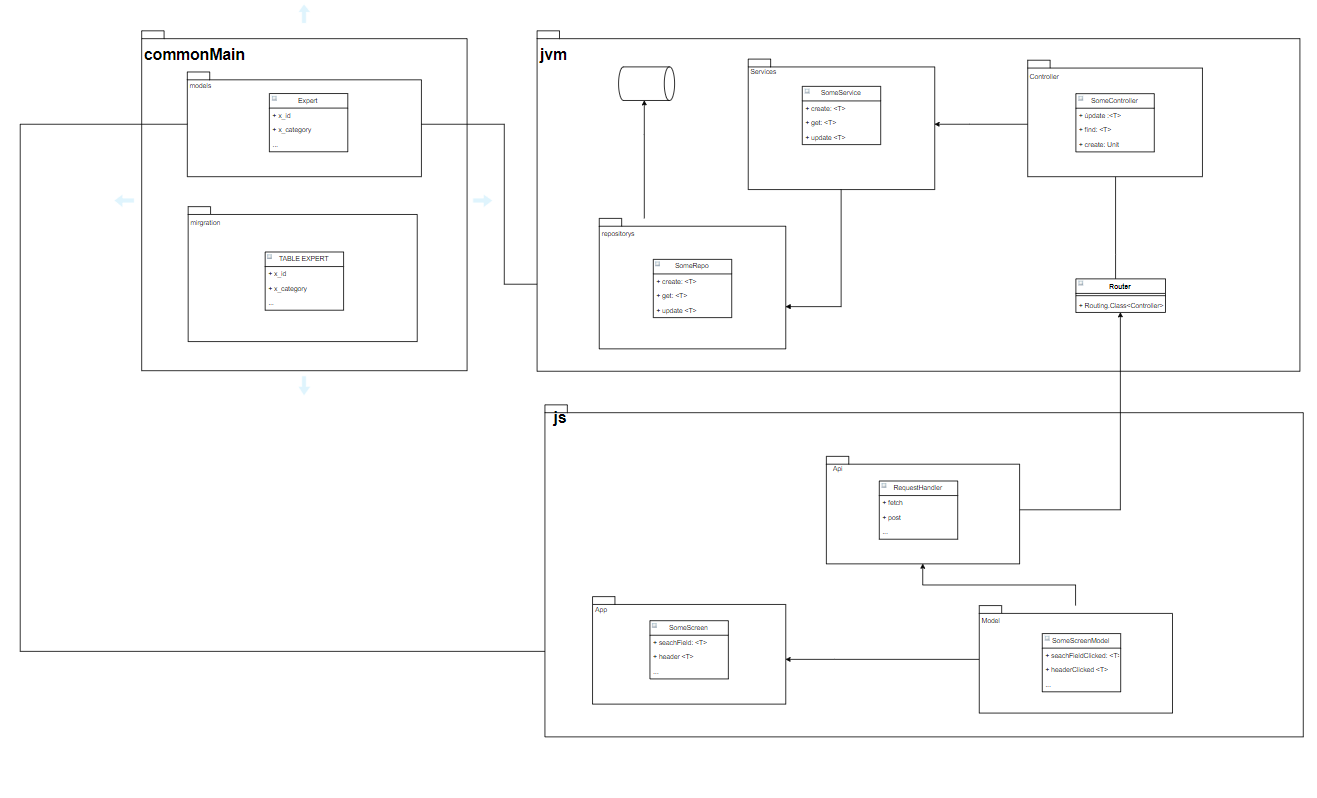 commonMain
models
Expert
+ x_id
+ x_category
...
mirgration
TABLE EXPERT
+ x_id
+ x_category
...
jvm
Services
SomeService
+ create: <T>
+ get: <T>
+ update <T>
Controller
SomeController
+ update :<T>
+ find: <T>
+ create: Unit
repositorys
SomeRepo
+ create: <T>
+ get: <T>
+ update <T>
Router
+ Routing.Class<Controller>
js
Api
RequestHandler
+ fetch
+ post
...
App
SomeScreen
+ seachField: <T>
+ header <T>
...
Model
SomeScreenModel
+ seachFieldClicked: <T>
+ headerClicked <T>
...